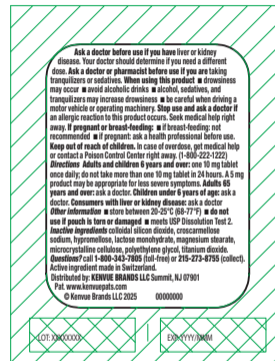 Ask a doctor before use if you have liver or kidney
disease. Your doctor should determine if you need a different
dose. Ask a doctor or pharmacist before use if you are taking
tranquilizers or sedatives. When using this product ▪ drowsiness
may occur ▪ avoid alcoholic drinks ▪ alcohol, sedatives, and
tranquilizers may increase drowsiness ▪ be careful when driving a
motor vehicle or operating machinery. Stop use and ask a doctor if
an allergic reaction to this product occurs. Seek medical help right
away. If pregnant or breast-feeding: ▪ if breast-feeding: not
recommended ▪ if pregnant: ask a health professional before use.
Keep out of reach of children. In case of overdose, get medical help
or contact a Poison Control Center right away. (1-800-222-1222)
Directions Adults and children 6 years and over: one 10 mg tablet
once daily; do not take more than one 10 mg tablet in 24 hours. A 5 mg
product may be appropriate for less severe symptoms. Adults 65
years and over: ask a doctor. Children under 6 years of age: ask a
doctor. Consumers with liver or kidney disease: ask a doctor
Other information ▪ store between 20-25°C (68-77°F) ▪ do not
use if pouch is torn or damaged ▪ meets USP Dissolution Test 2.
Inactive ingredients colloidal silicon dioxide, croscarmellose
sodium, hypromellose, lactose monohydrate, magnesium stearate,
microcrystalline cellulose, polyethylene glycol, titanium dioxide.
Questions? call 1-800-343-7805 (toll-free) or 215-273-8755 (collect).
Active ingredient made in Switzerland.
Distributed by: KENVUE BRANDS LLC Summit, NJ 07901
Pat. www.kenvuepats.com
© Kenvue Brands LLC 2025 00000000
LOT: XXXXXXXX EXP: YYYY/MMM